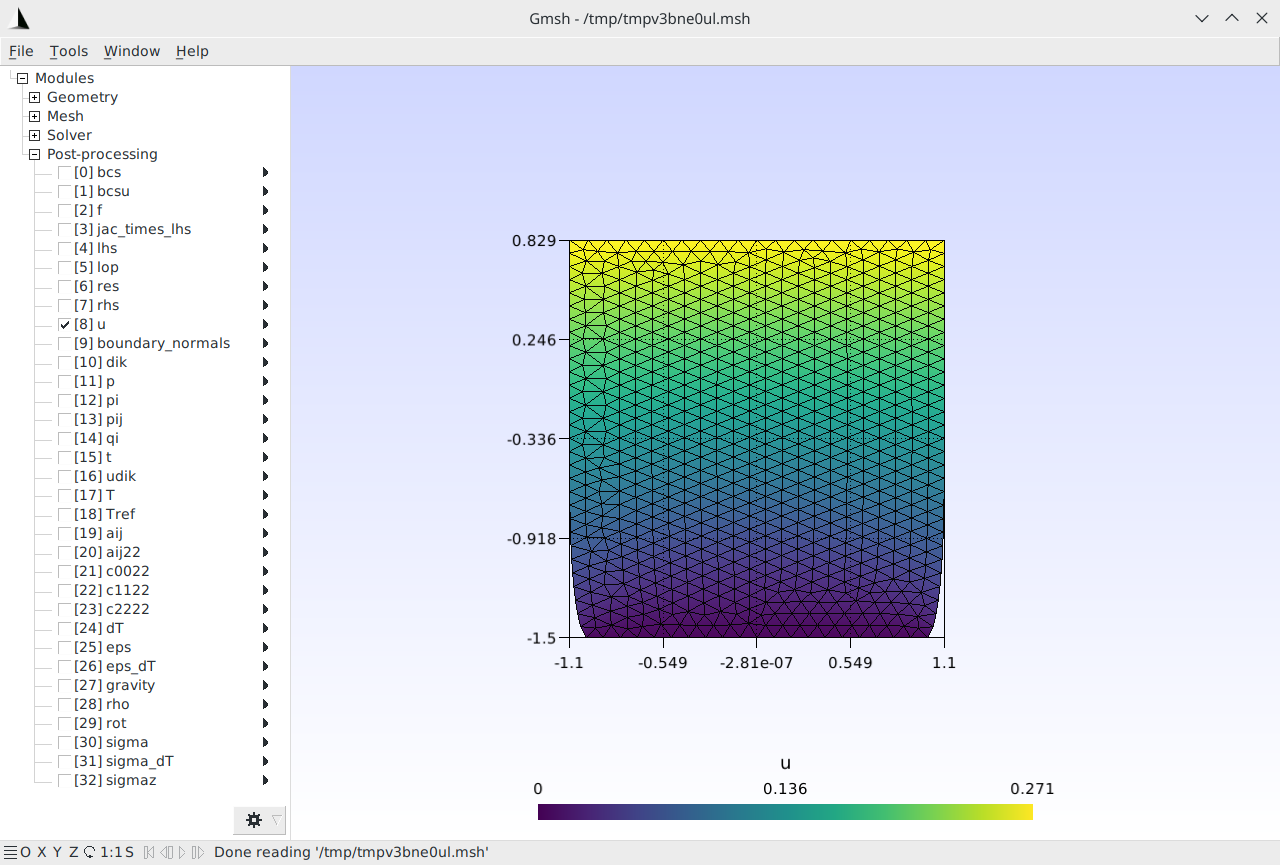 Gmsh - /tmp/tmpv3bne0ul.msh
File Tools Window Help
Modules
Geometry
Mesh
Solver
Post-processing
[0] bcs
[1] bcsu
[2] f
[3] jac_times_lhs
[4] lhs
[5] lop
[6] res
[7] rhs
[8] u
[9] boundary_normals
[10] dik
[11] p
[12] pi
[13] pij
[14] qi
[15] t
[16] udik
[17] T
[18] Tref
[19] aij
[20] aij22
[21] c0022
[22] c1122
[23] c2222
[24] dT
[25] eps
[26] eps_dT
[27] gravity
[28] rho
[29] rot
[30] sigma
[31] sigma_dT
[32] sigmaz
0.829
0.246
-0.336
-0.918
-1.5
-1.1 -0.549 -2.81e-07 0.549 1.1
u
0 0.136 0.271
O X Y Z 1:1 S Done reading '/tmp/tmpv3bne0ul.msh'